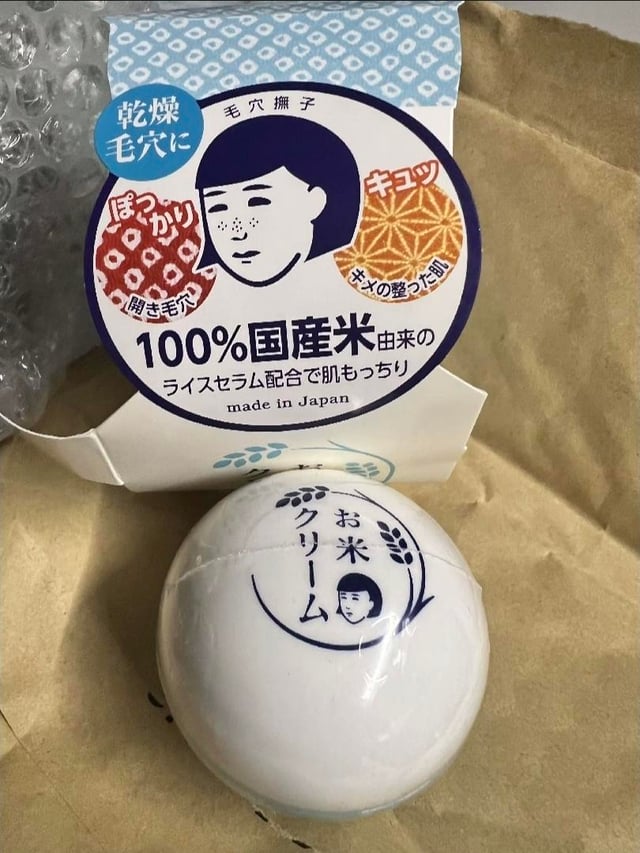 毛穴撫子
乾燥
毛穴に
ぽっかり
開き毛穴
キュッ
キメの整った肌
100%国産米由来の
ライスセラム配合で肌もっちり
made in Japan
お米
クリーム